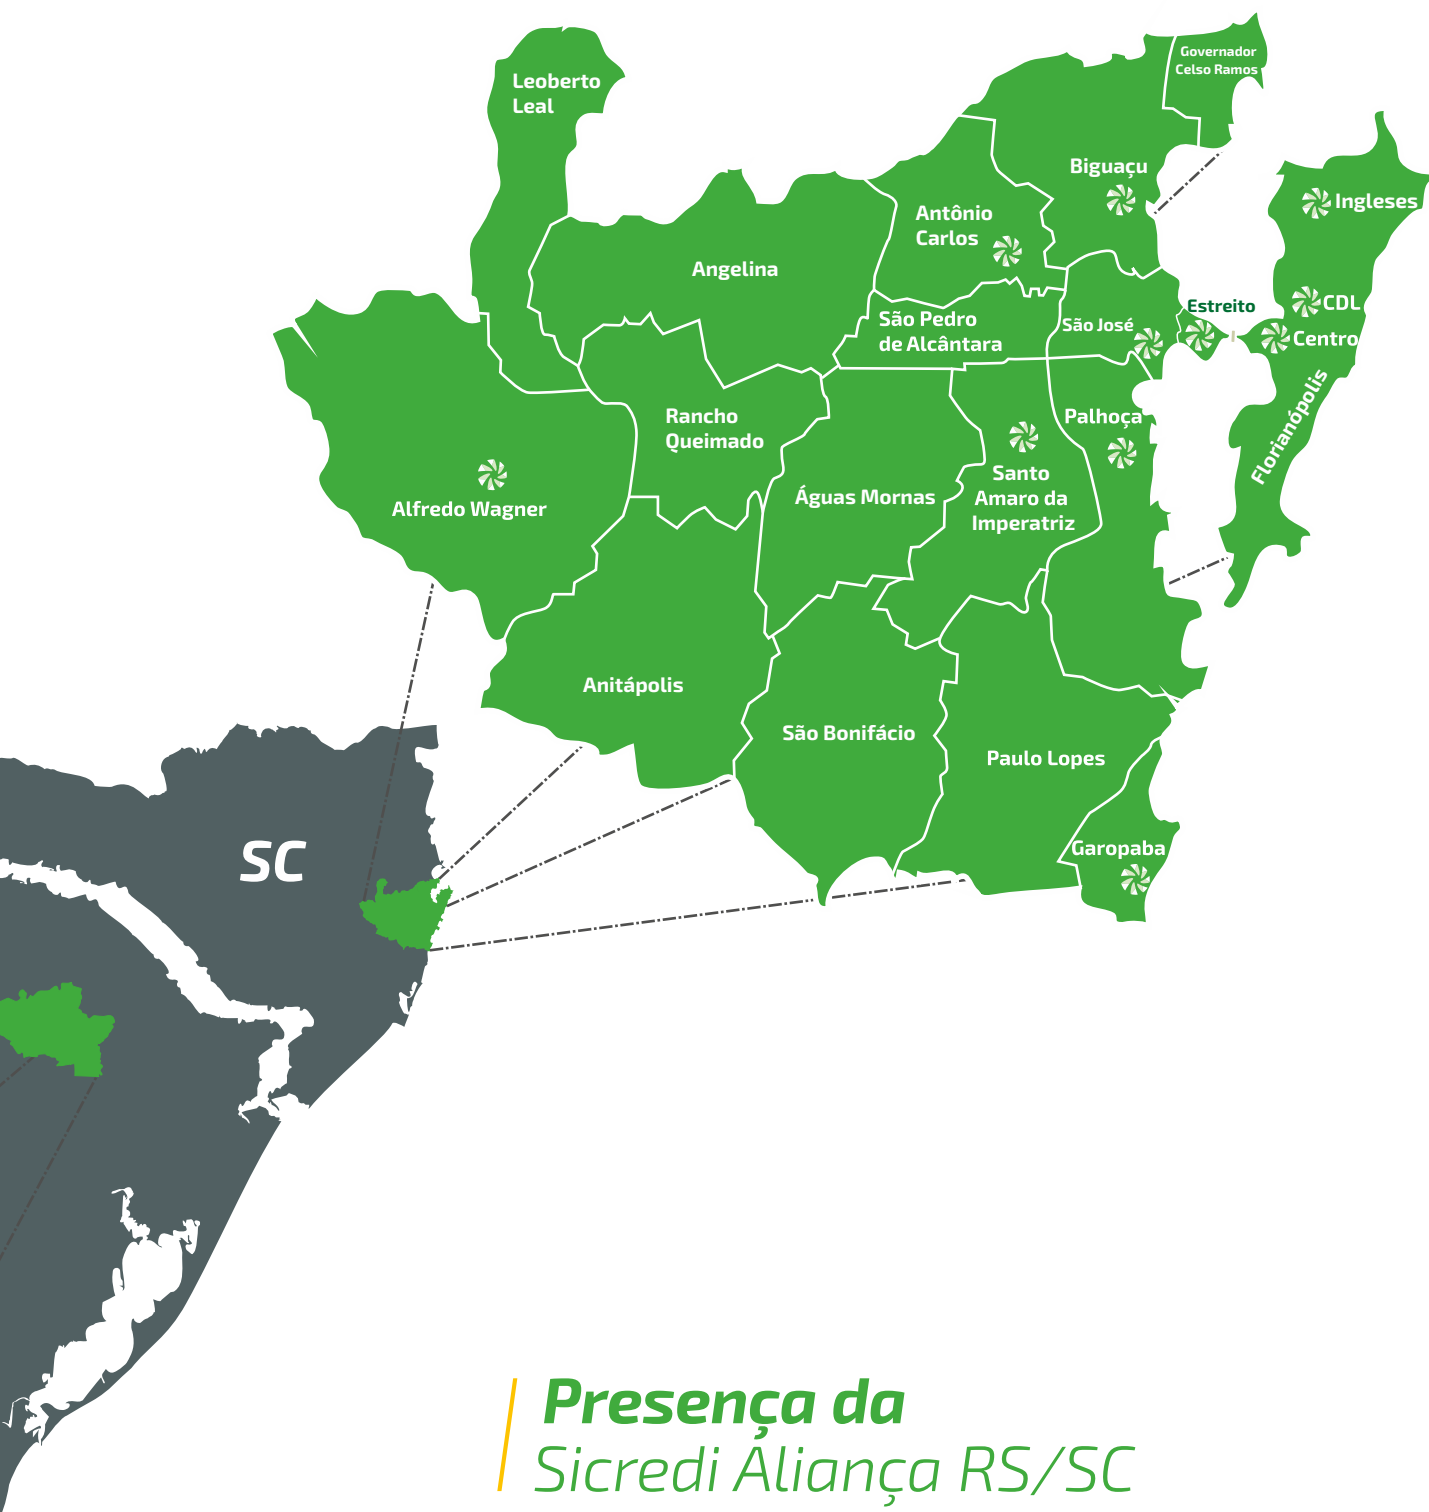 Leoberto
Leal
Governador
Celso Ramos
Biguaçu
Antônio
Carlos
Ingleses
Angelina
CDL
Estreito
São Pedro
de Alcântara
São José
Centro
Florianópolis
Rancho
Queimado
Palhoça
Alfredo Wagner
Águas Mornas
Santo
Amaro da
Imperatriz
Anitápolis
São Bonifácio
Paulo Lopes
Garopaba
SC
Presença da
Sicredi Aliança RS/SC